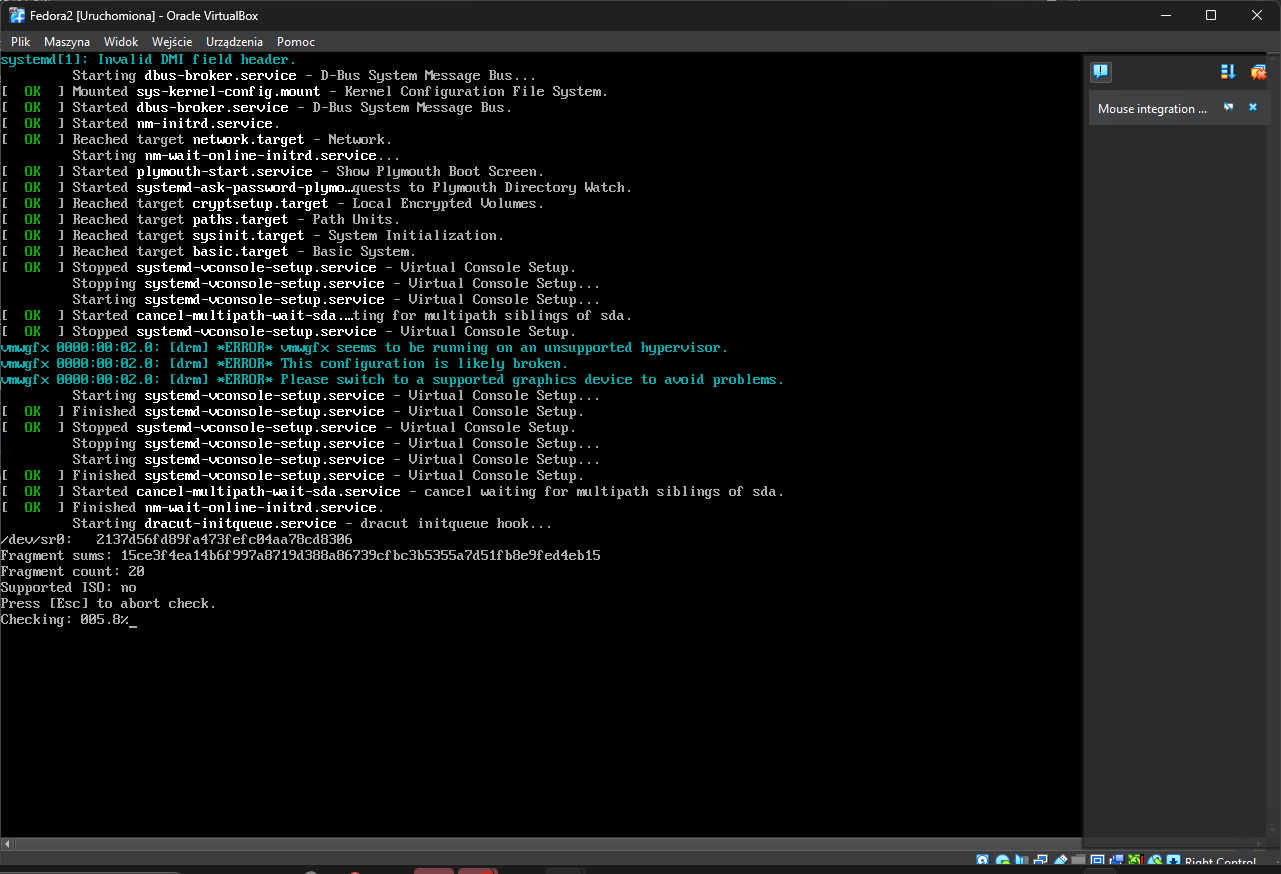 Fedora2 [Uruchomiona] - Oracle VirtualBox
Plik Maszyna Widok Wejście Urządzenia Pomoc
systemd[1]: Invalid DMI field header.
Starting dbus-broker.service - D-Bus System Message Bus...
[ OK ] Mounted sys-kernel-config.mount - Kernel Configuration File System.
[ OK ] Started dbus-broker.service - D-Bus System Message Bus.
[ OK ] Started nm-initrd.service.
[ OK ] Reached target network.target - Network.
Starting nm-wait-online-initrd.service...
[ OK ] Started plymouth-start.service - Show Plymouth Boot Screen.
[ OK ] Started systemd-ask-password-plymo…quests to Plymouth Directory Watch.
[ OK ] Reached target cryptsetup.target - Local Encrypted Volumes.
[ OK ] Reached target paths.target - Path Units.
[ OK ] Reached target sysinit.target - System Initialization.
[ OK ] Reached target basic.target - Basic System.
[ OK ] Stopped systemd-vconsole-setup.service - Virtual Console Setup.
Stopping systemd-vconsole-setup.service - Virtual Console Setup...
Starting systemd-vconsole-setup.service - Virtual Console Setup...
[ OK ] Started cancel-multipath-wait-sda.…ting for multipath siblings of sda.
[ OK ] Stopped systemd-vconsole-setup.service - Virtual Console Setup.
vmwgfx 0000:00:02.0: [drm] *ERROR* vmwgfx seems to be running on an unsupported hypervisor.
vmwgfx 0000:00:02.0: [drm] *ERROR* This configuration is likely broken.
vmwgfx 0000:00:02.0: [drm] *ERROR* Please switch to a supported graphics device to avoid problems.
Starting systemd-vconsole-setup.service - Virtual Console Setup...
[ OK ] Finished systemd-vconsole-setup.service - Virtual Console Setup.
[ OK ] Stopped systemd-vconsole-setup.service - Virtual Console Setup.
Stopping systemd-vconsole-setup.service - Virtual Console Setup...
Starting systemd-vconsole-setup.service - Virtual Console Setup...
[ OK ] Finished systemd-vconsole-setup.service - Virtual Console Setup.
[ OK ] Started cancel-multipath-wait-sda.service - cancel waiting for multipath siblings of sda.
[ OK ] Finished nm-wait-online-initrd.service.
Starting dracut-initqueue.service - dracut initqueue hook...
/dev/sr0: 2137d56fd89fa473fefc04aa78cd8306
Fragment sums: 15ce3f4ea14b6f997a8719d388a86739cfbc3b5355a7d51fb8e9fed4eb15
Fragment count: 20
Supported ISO: no
Press [Esc] to abort check.
Checking: 005.8%_
Mouse integration ...
Right Control